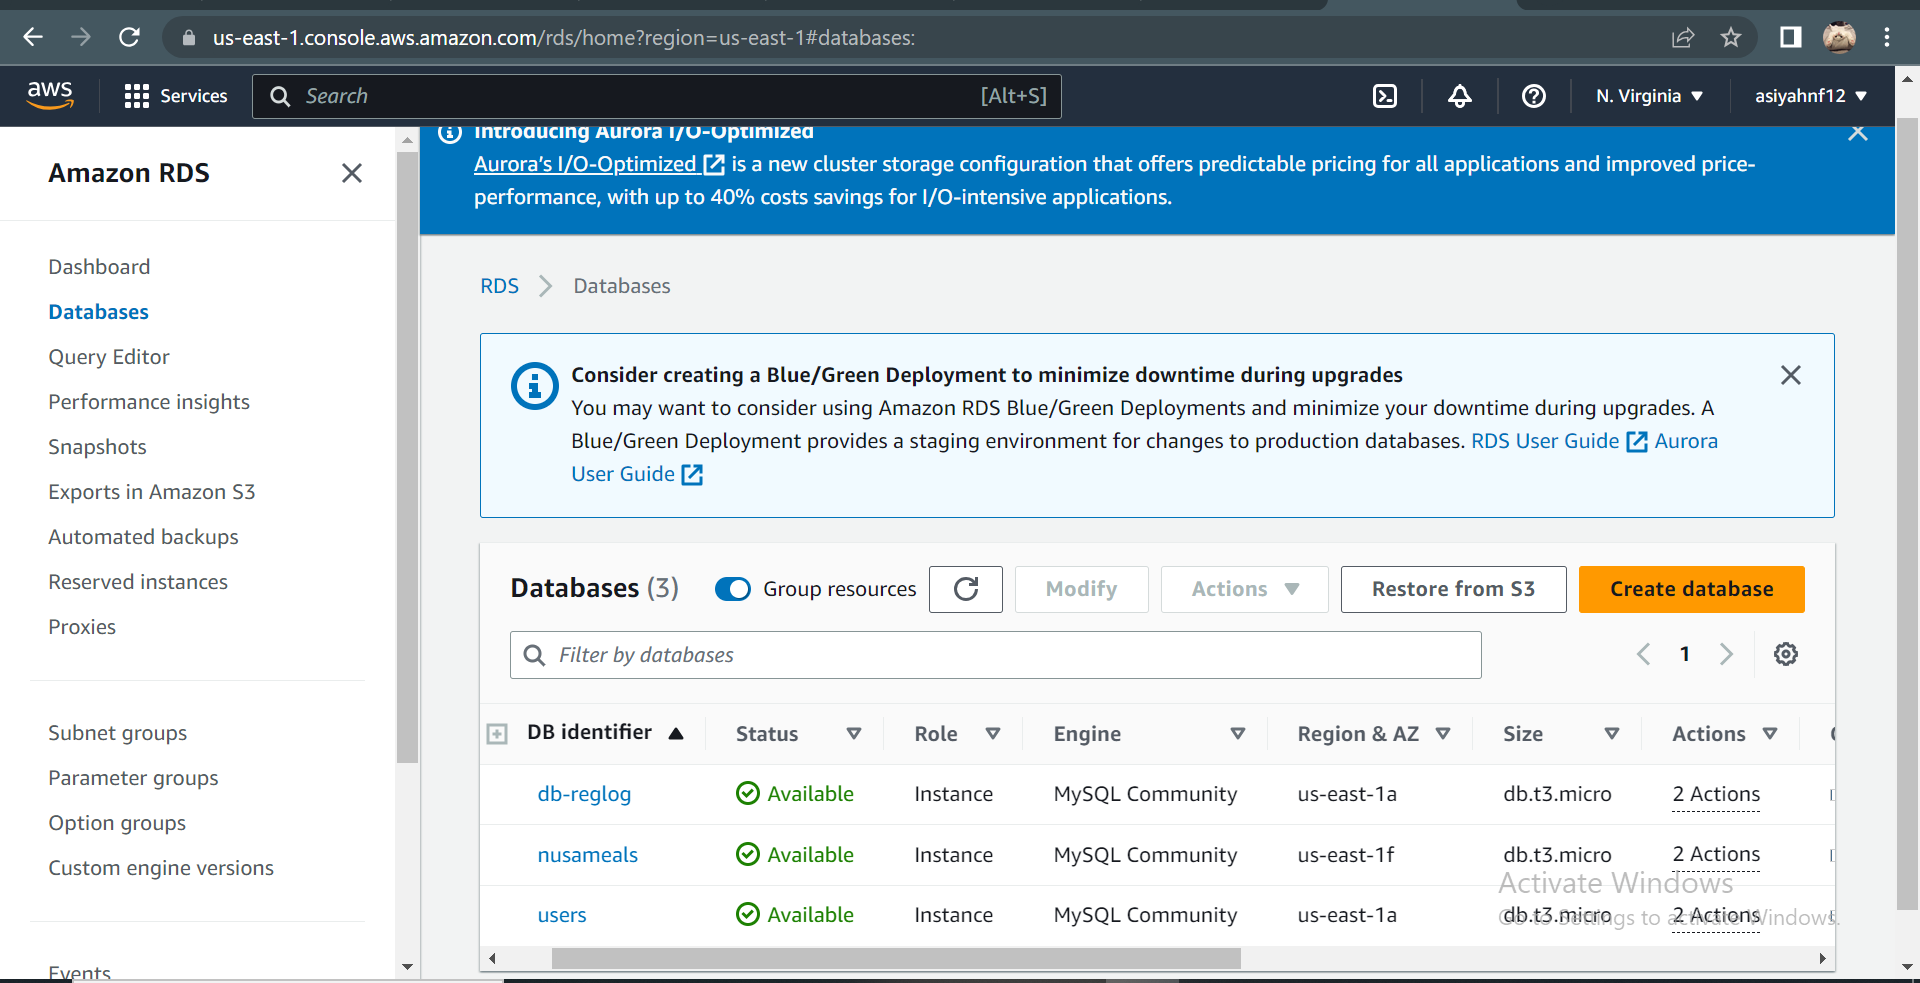 us-east-1.console.aws.amazon.com/rds/home?region=us-east-1#databases:
aws
Services
Search
[Alt+S]
N. Virginia
asiyahnf12
Amazon RDS
Dashboard
Databases
Query Editor
Performance insights
Snapshots
Exports in Amazon S3
Automated backups
Reserved instances
Proxies
Subnet groups
Parameter groups
Option groups
Custom engine versions
Events
Introducing Aurora I/O-Optimized
Aurora's I/O-Optimized is a new cluster storage configuration that offers predictable pricing for all applications and improved price-
performance, with up to 40% costs savings for I/O-intensive applications.
RDS Databases
Consider creating a Blue/Green Deployment to minimize downtime during upgrades
You may want to consider using Amazon RDS Blue/Green Deployments and minimize your downtime during upgrades. A
Blue/Green Deployment provides a staging environment for changes to production databases. RDS User Guide Aurora
User Guide
Databases (3)
Group resources
Modify
Actions
Restore from S3
Create database
Filter by databases
1
DB identifier Status Role Engine Region & AZ Size Actions
db-reglog Available Instance MySQL Community us-east-1a db.t3.micro 2 Actions
nusameals Available Instance MySQL Community us-east-1f db.t3.micro 2 Actions
users Available Instance MySQL Community us-east-1a db.t3.micro 2 Actions
Activate Windows
Go to Settings to activate Windows.